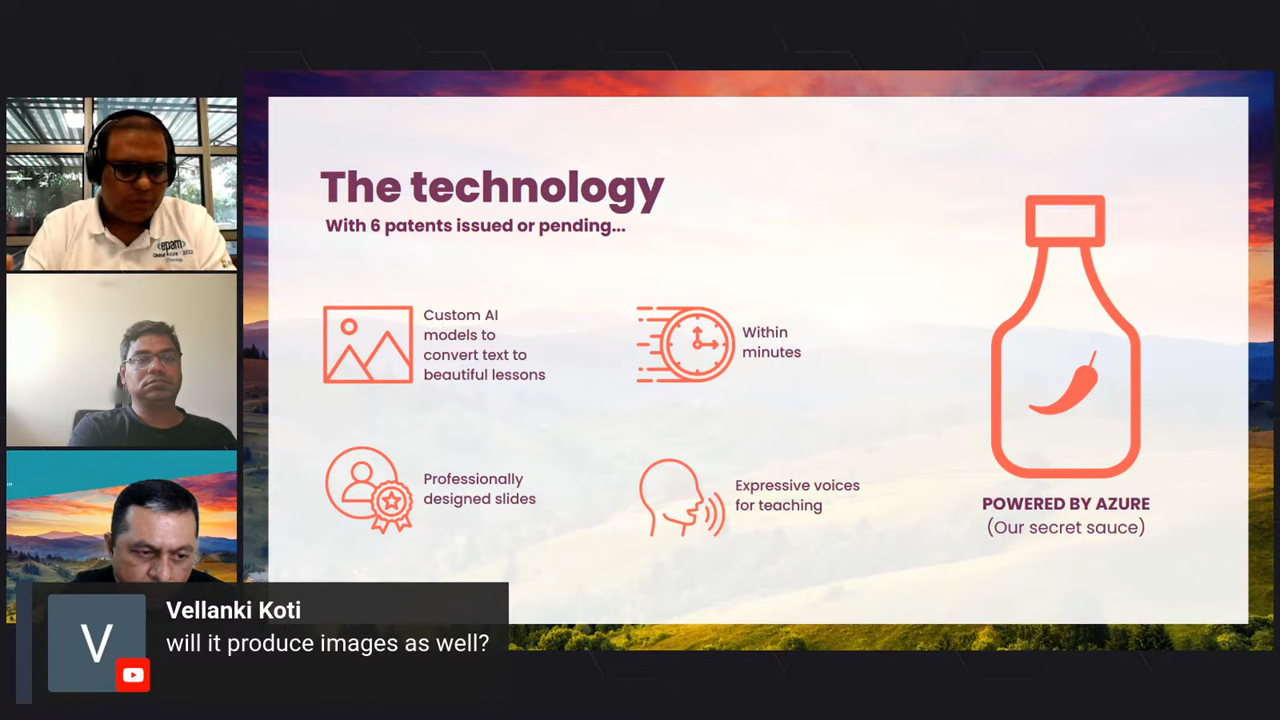 The technology
With 6 patents issued or pending...
Custom AI
models to
convert text to
beautiful lessons
Within
minutes
Professionally
designed slides
Expressive voices
for teaching
POWERED BY AZURE
(Our secret sauce)
<epam>
V
Vellanki Koti
will it produce images as well?